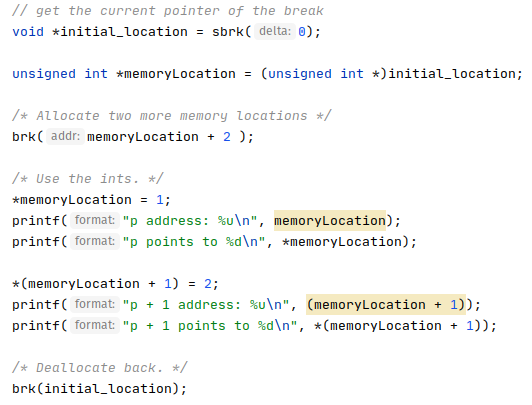 // get the current pointer of the break
void *initial_location = sbrk( delta: 0);
unsigned int *memoryLocation = (unsigned int *)initial_location;
/* Allocate two more memory locations */
brk( addr: memoryLocation + 2 );
/* Use the ints. */
*memoryLocation = 1;
printf( format: "p address: %u\n", memoryLocation);
printf( format: "p points to %d\n", *memoryLocation);
*(memoryLocation + 1) = 2;
printf( format: "p + 1 address: %u\n", (memoryLocation + 1));
printf( format: "p + 1 points to %d\n", *(memoryLocation + 1));
/* Deallocate back. */
brk(initial_location);